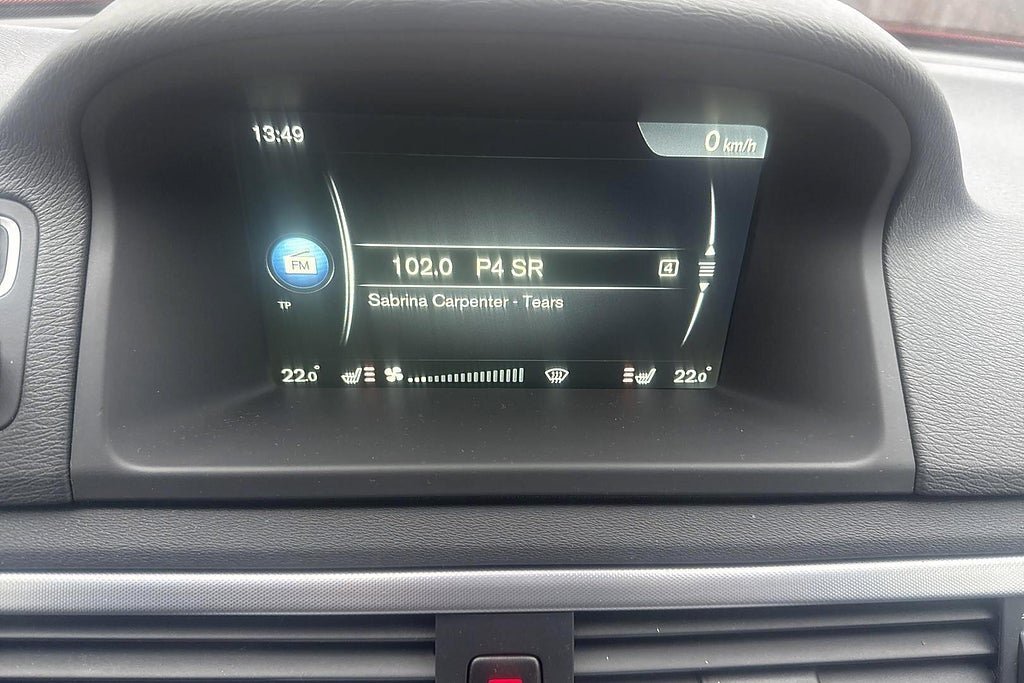 13:49
0 km/h
FM
102.0 P4 SR 4
TP
Sabrina Carpenter - Tears
22.0° 22.0°